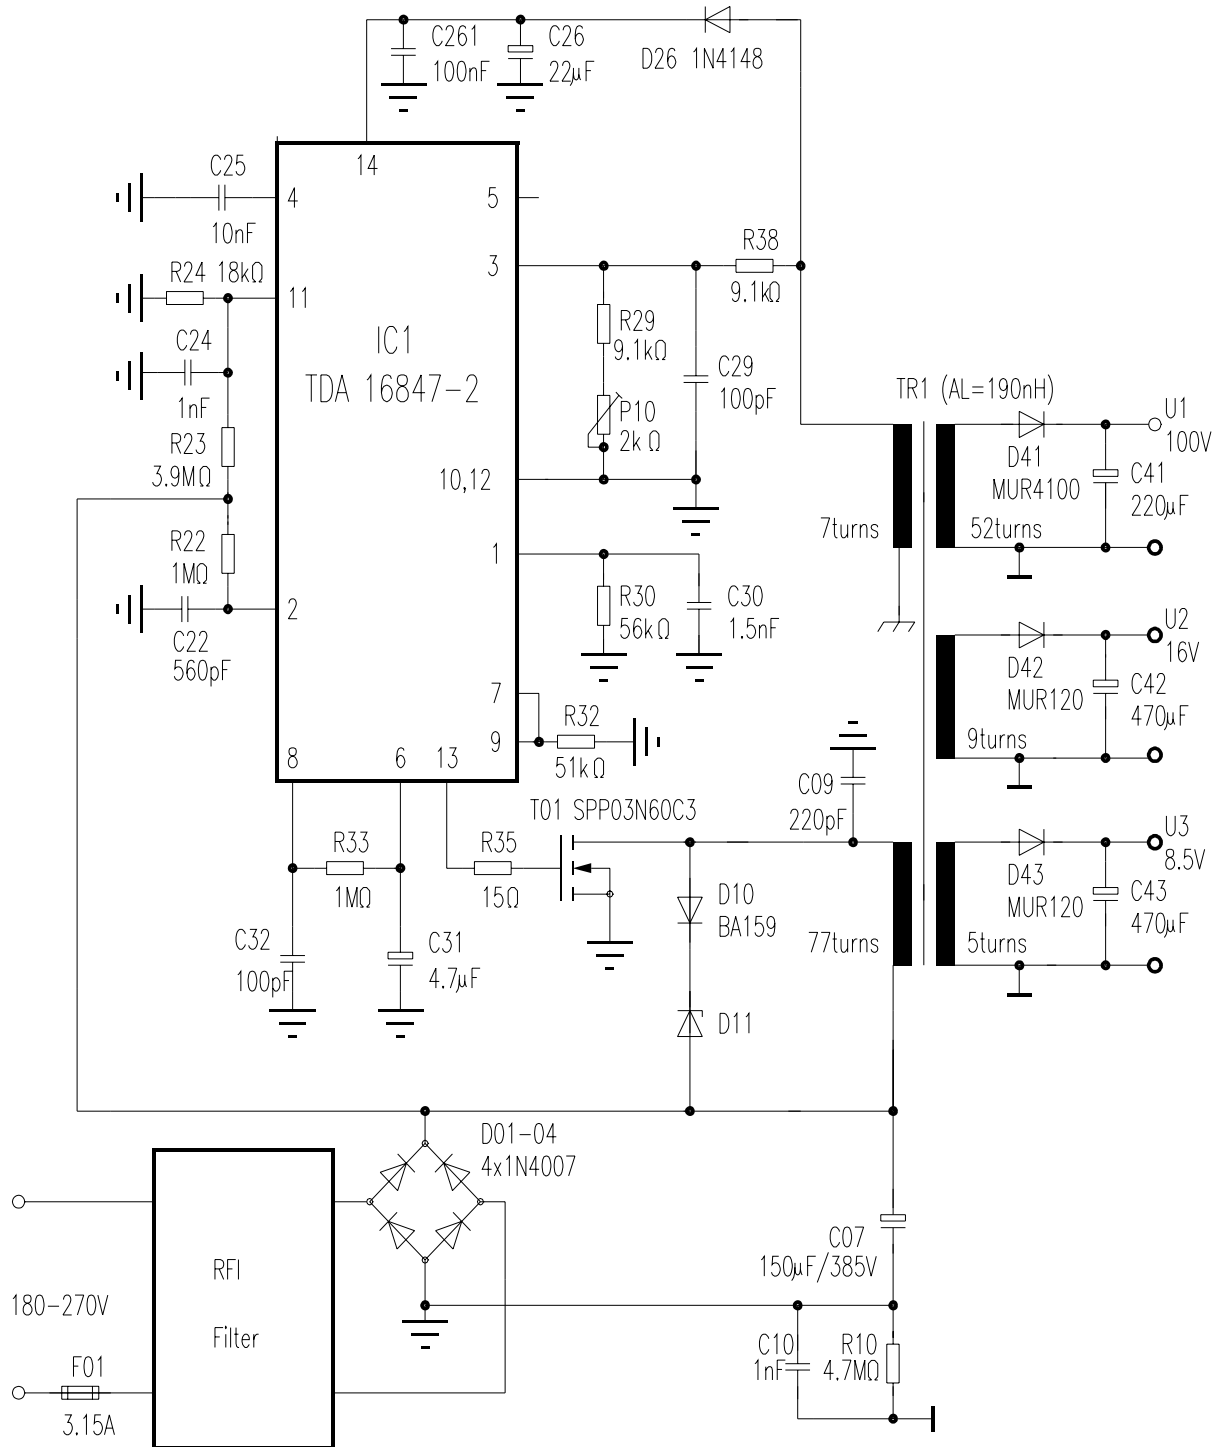 C261
100nF
C26
22µF
D26 1N4148
14
C25
10nF
4
5
R24 18kΩ
11
3
R38
9.1kΩ
C24
1nF
IC1
TDA 16847-2
R29
9.1kΩ
P10
2kΩ
C29
100pF
R23
3.9MΩ
10,12
R22
1MΩ
1
2
C22
560pF
R30
56kΩ
C30
1.5nF
7
9
R32
51kΩ
8
6
13
TR1 (AL=190nH)
7turns
52turns
D41
MUR4100
C41
220µF
U1
100V
D42
MUR120
9turns
C42
470µF
U2
16V
C09
220pF
T01 SPP03N60C3
R33
1MΩ
R35
15Ω
C32
100pF
C31
4.7µF
D10
BA159
D11
77turns
5turns
D43
MUR120
C43
470µF
U3
8.5V
D01-04
4x1N4007
RFI
Filter
180-270V
F01
3.15A
C07
150µF/385V
C10
1nF
R10
4.7MΩ